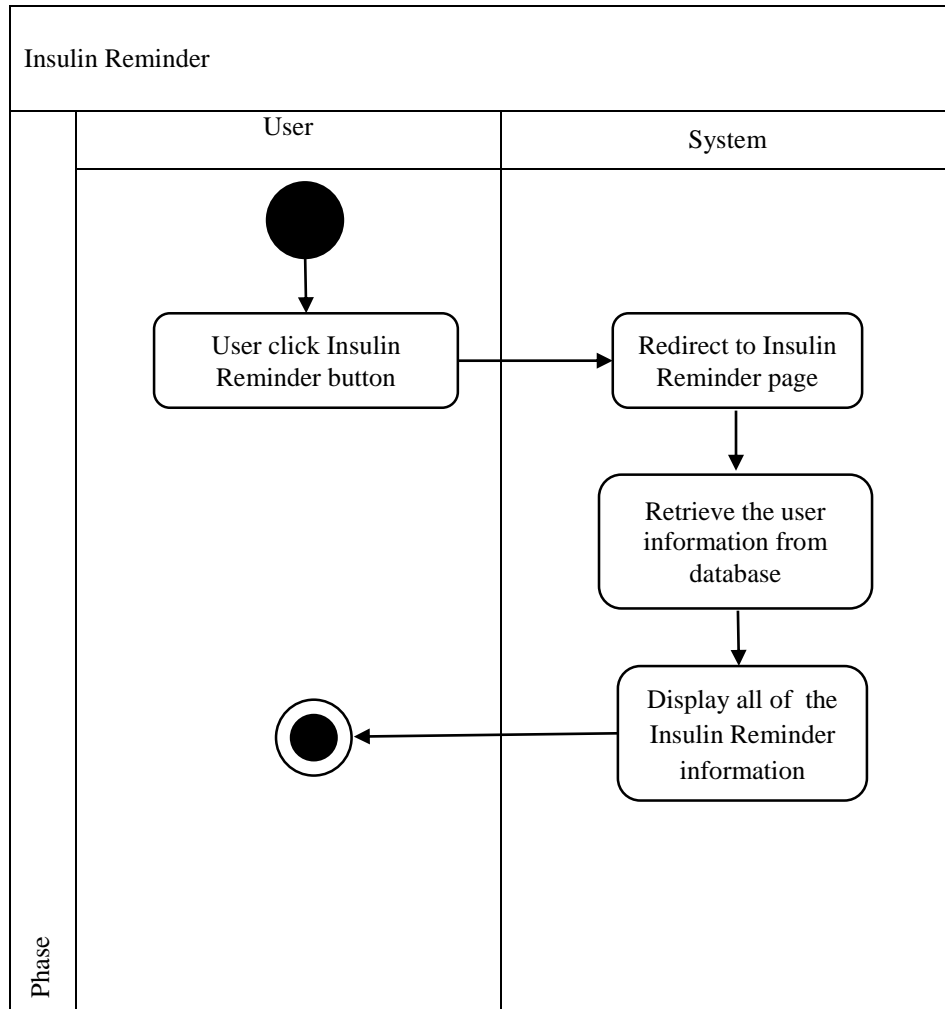 Insulin Reminder
User
System
User click Insulin
Reminder button
Redirect to Insulin
Reminder page
Retrieve the user
information from
database
Display all of  the
Insulin Reminder
information
Phase